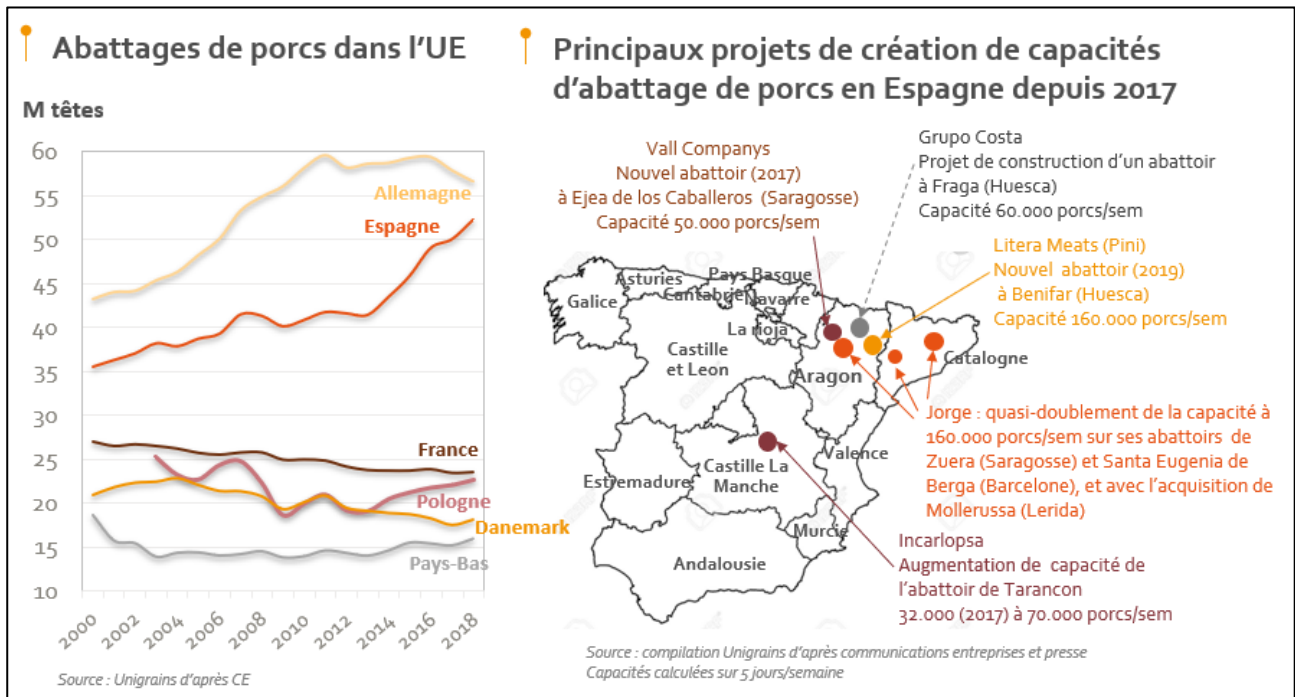 Abattages de porcs dans l'UE
M têtes
60
55
50
45
40
35
30
25
20
15
10
Allemagne
Espagne
France
Pologne
Danemark
Pays-Bas
2000
2002
2004
2006
2008
2010
2012
2014
2016
2018
Source : Unigrains d'après CE
Principaux projets de création de capacités
d'abattage de porcs en Espagne depuis 2017
Vall Companys
Nouvel abattoir (2017)
à Ejea de los Caballeros (Saragosse)
Capacité 50.000 porcs/sem
Grupo Costa
Projet de construction d'un abattoir
à Fraga (Huesca)
Capacité 60.000 porcs/sem
Litera Meats (Pini)
Nouvel abattoir (2019)
à Benifar (Huesca)
Capacité 160.000 porcs/sem
Galice
Asturies
Cantabrie
Pays Basque
Navarre
La rioja
Castille
et Leon
Aragon
Catalogne
Jorge : quasi-doublement de la capacité à
160.000 porcs/sem sur ses abattoirs de
Zuera (Saragosse) et Santa Eugenia de
Berga (Barcelone), et avec l'acquisition de
Mollerussa (Lerida)
Valence
Castille La
Manche
Estremadure
Murcie
Andalousie
Incarlopsa
Augmentation de capacité de
l'abattoir de Tarancon
32.000 (2017) à 70.000 porcs/sem
Source : compilation Unigrains d'après communications entreprises et presse
Capacités calculées sur 5 jours/semaine